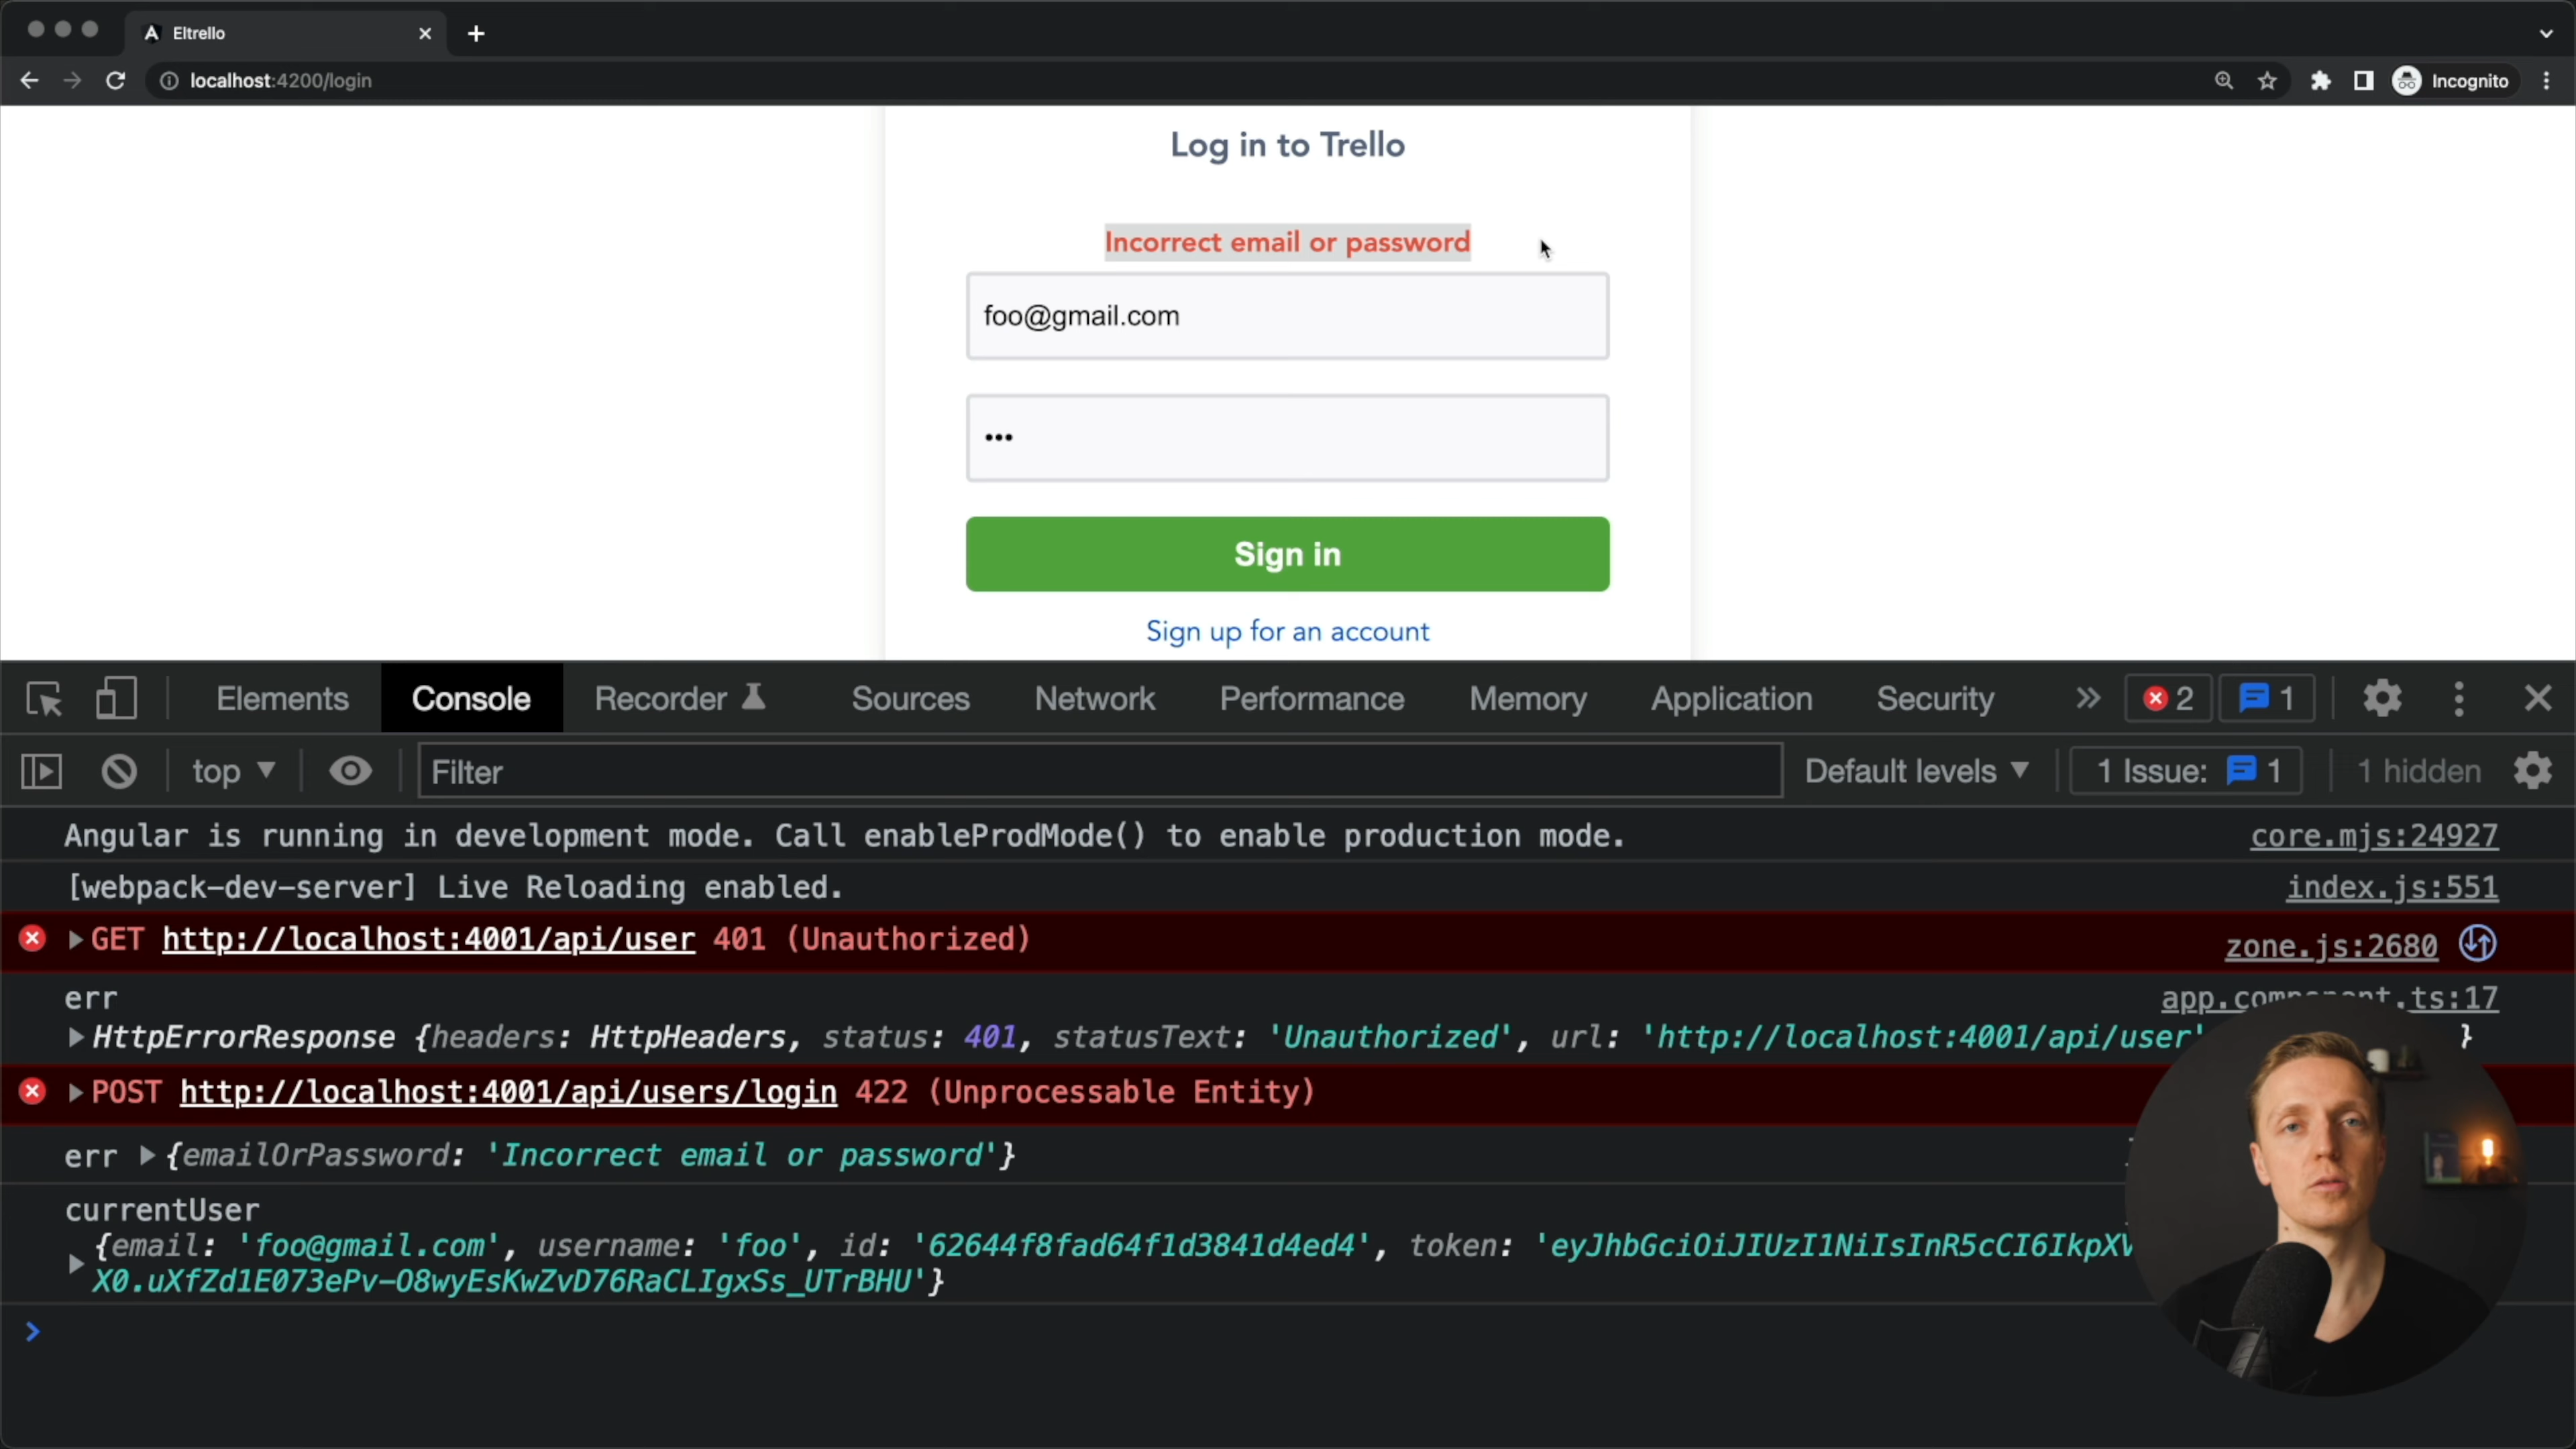 Eltrello
localhost:4200/login
Incognito
Log in to Trello
Incorrect email or password
foo@gmail.com
•••
Sign in
Sign up for an account
Elements Console Recorder Sources Network Performance Memory Application Security 2 1
top Filter Default levels 1 Issue: 1 1 hidden
Angular is running in development mode. Call enableProdMode() to enable production mode. core.mjs:24927
[webpack-dev-server] Live Reloading enabled. index.js:551
GET http://localhost:4001/api/user 401 (Unauthorized) zone.js:2680
err app.component.ts:17
HttpErrorResponse {headers: HttpHeaders, status: 401, statusText: 'Unauthorized', url: 'http://localhost:4001/api/user' }
POST http://localhost:4001/api/users/login 422 (Unprocessable Entity)
err {emailOrPassword: 'Incorrect email or password'}
currentUser
{email: 'foo@gmail.com', username: 'foo', id: '62644f8fad64f1d3841d4ed4', token: 'eyJhbGciOiJIUzI1NiIsInR5cCI6IkpXV
X0.uXfZd1E073ePv-O8wyEsKwZvD76RaCLIgxSs_UTrBHU'}